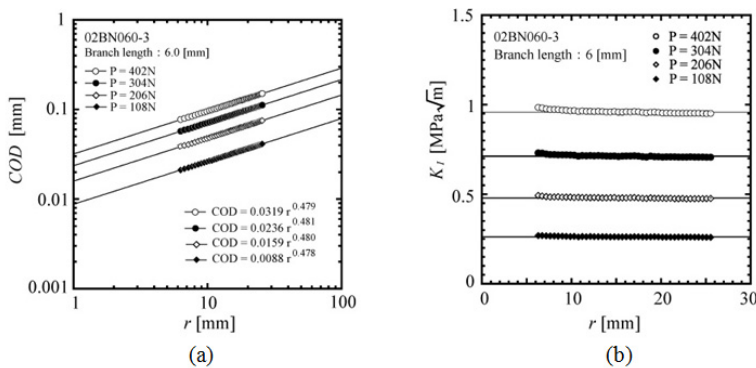 02BN060-3
Branch length : 6.0 [mm]
P = 402N
P = 304N
P = 206N
P = 108N
1
0.1
0.01
0.001
COD [mm]
COD = 0.0319 r^0.479
COD = 0.0236 r^0.481
COD = 0.0159 r^0.480
COD = 0.0088 r^0.478
1 10 100
r [mm]
(a)
02BN060-3
Branch length : 6 [mm]
P = 402N
P = 304N
P = 206N
P = 108N
1.5
1
0.5
0
K_I [MPa√m]
0 10 20 30
r [mm]
(b)